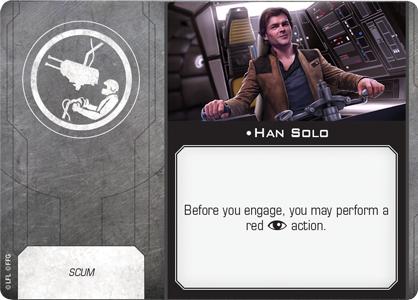 •Han Solo
Before you engage, you may perform a
red action.
SCUM
©LFL ©FFG